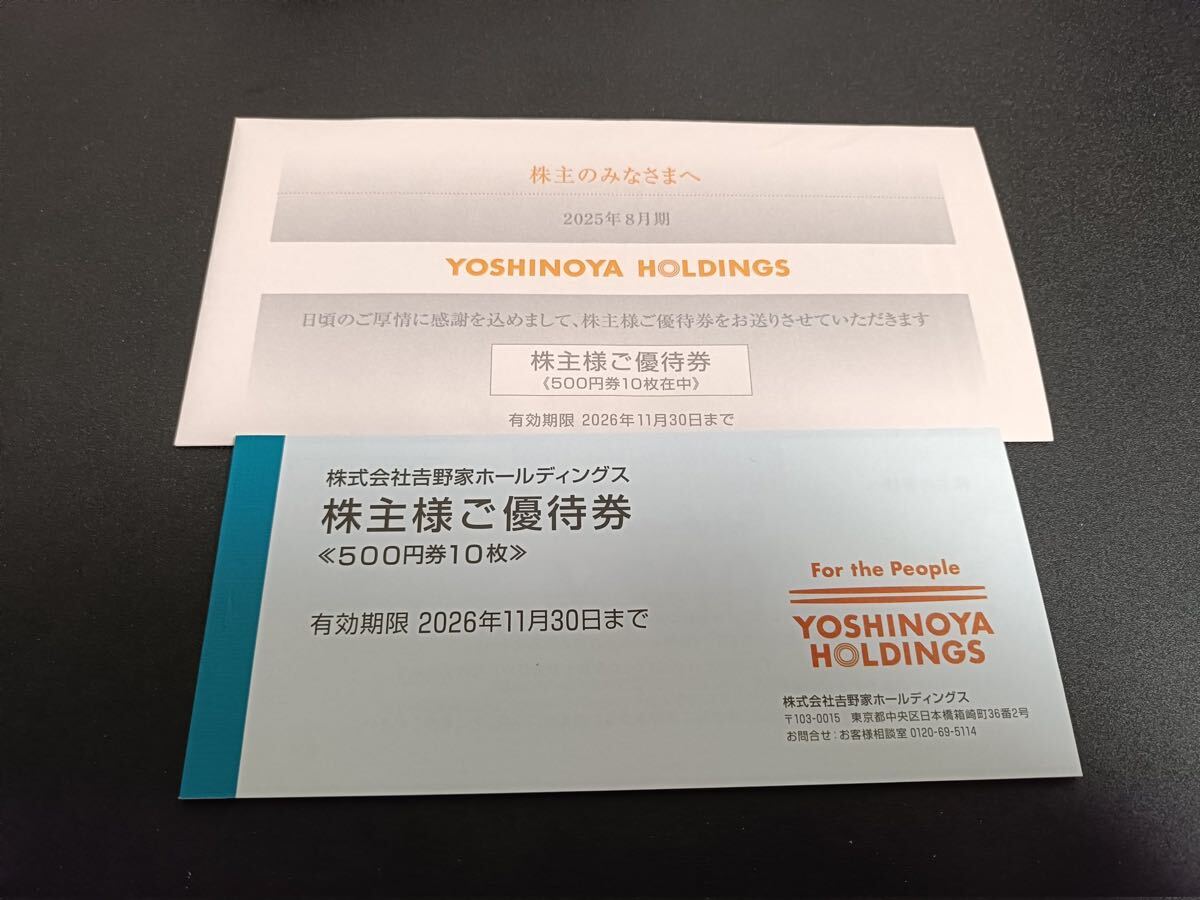 株主のみなさまへ
2025年8月期
YOSHINOYA HOLDINGS
日頃のご厚情に感謝を込めまして、株主様ご優待券をお送りさせていただきます
株主様ご優待券
《500円券10枚在中》
有効期限 2026年11月30日まで
株式会社𠮷野家ホールディングス
株主様ご優待券
≪500円券10枚≫
有効期限 2026年11月30日まで
For the People
YOSHINOYA
HOLDINGS
株式会社𠮷野家ホールディングス
〒103-0015 東京都中央区日本橋箱崎町36番2号
お問合せ:お客様相談室 0120-69-5114